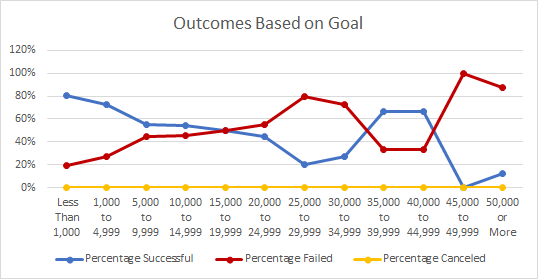 Outcomes Based on Goal
120%
100%
80%
60%
40%
20%
0%
Less Than 1,000
1,000 to 4,999
5,000 to 9,999
10,000 to 14,999
15,000 to 19,999
20,000 to 24,999
25,000 to 29,999
30,000 to 34,999
35,000 to 39,999
40,000 to 44,999
45,000 to 49,999
50,000 or More
Percentage Successful
Percentage Failed
Percentage Canceled